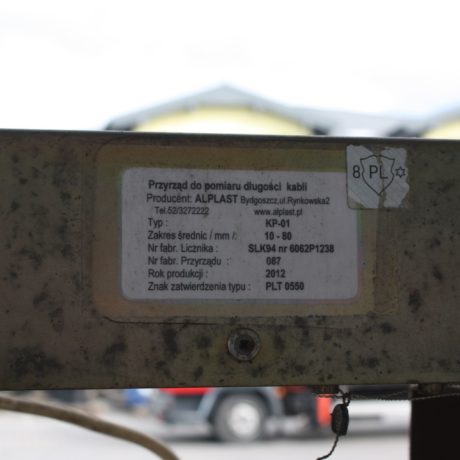 Przyrząd do pomiaru długości kabli
Producent: ALPLAST Bydgoszcz,ul.Rynkowska2
Tel.52/3272222 www.alplast.pl
Typ : KP-01
Zakres średnic / mm /: 10 - 80
Nr fabr. Licznika : SLK94 nr 6062P1238
Nr fabr. Przyrządu : 087
Rok produkcji : 2012
Znak zatwierdzenia typu : PLT 0550
8 PL